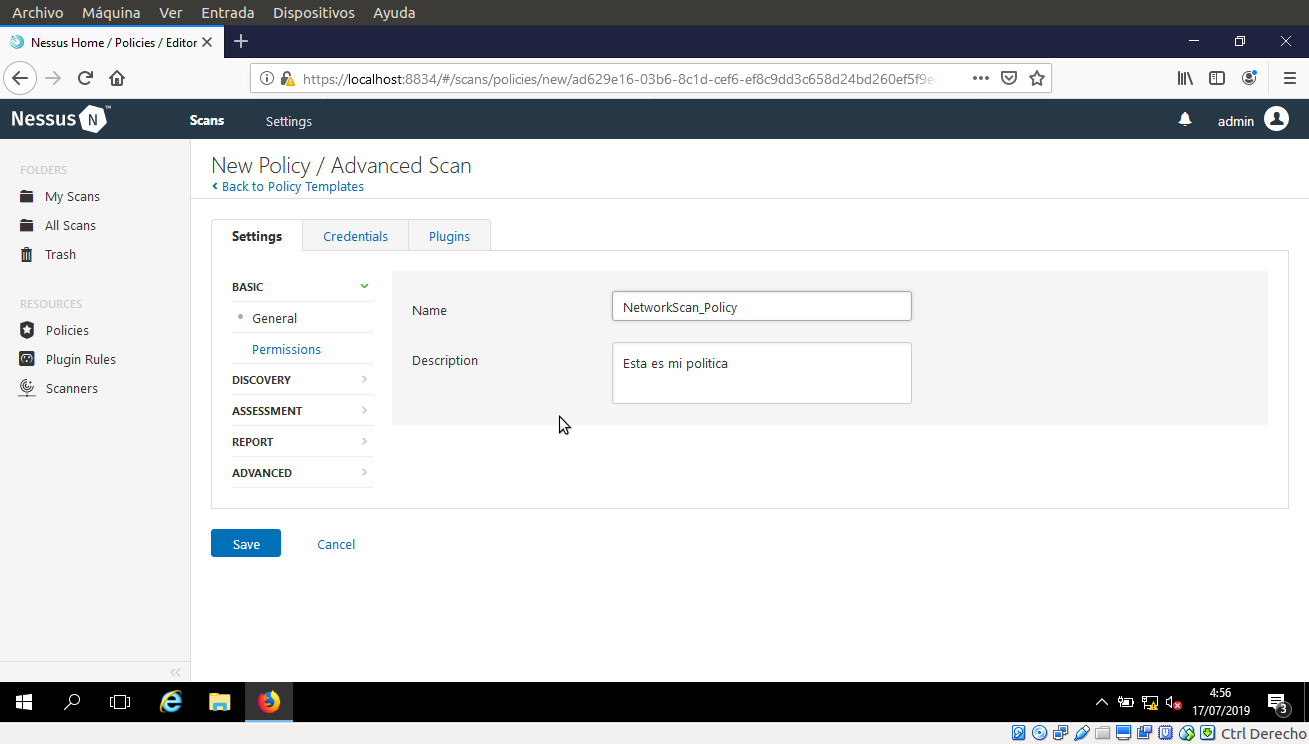 Archivo Máquina Ver Entrada Dispositivos Ayuda
Nessus Home / Policies / Editor
https://localhost:8834/#/scans/policies/new/ad629e16-03b6-8c1d-cef6-ef8c9dd3c658d24bd260ef5f9e
Nessus N ™ Scans Settings admin
FOLDERS
My Scans
All Scans
Trash
RESOURCES
Policies
Plugin Rules
Scanners
New Policy / Advanced Scan
Back to Policy Templates
Settings Credentials Plugins
BASIC
General
Permissions
DISCOVERY
ASSESSMENT
REPORT
ADVANCED
Name NetworkScan_Policy
Description Esta es mi politica
Save Cancel
4:56
17/07/2019
3
Ctrl Derecho